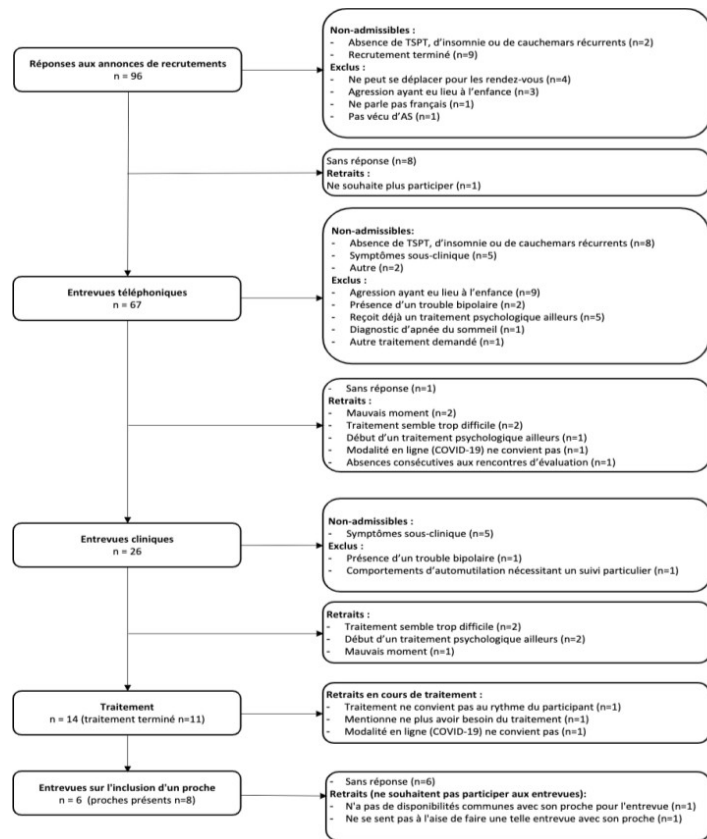 Non-admissibles :
- Absence de TSPT, d'insomnie ou de cauchemars récurrents (n=2)
- Recrutement terminé (n=9)
Exclus :
- Ne peut se déplacer pour les rendez-vous (n=4)
- Agression ayant eu lieu à l'enfance (n=3)
- Ne parle pas français (n=1)
- Pas vécu d'AS (n=1)
Réponses aux annonces de recrutements
n = 96
Sans réponse (n=8)
Retraits :
Ne souhaite plus participer (n=1)
Non-admissibles:
- Absence de TSPT, d'insomnie ou de cauchemars récurrents (n=8)
- Symptômes sous-clinique (n=5)
- Autre (n=2)
Exclus :
- Agression ayant eu lieu à l'enfance (n=9)
- Présence d'un trouble bipolaire (n=2)
- Reçoit déjà un traitement psychologique ailleurs (n=5)
- Diagnostic d'apnée du sommeil (n=1)
- Autre traitement demandé (n=1)
Entrevues téléphoniques
n = 67
- Sans réponse (n=1)
Retraits :
- Mauvais moment (n=2)
- Traitement semble trop difficile (n=2)
- Début d'un traitement psychologique ailleurs (n=1)
- Modalité en ligne (COVID-19) ne convient pas (n=1)
- Absences consécutives aux rencontres d'évaluation (n=1)
Entrevues cliniques
n = 26
Non-admissibles :
- Symptômes sous-clinique (n=5)
Exclus :
- Présence d'un trouble bipolaire (n=1)
- Comportements d'automutilation nécessitant un suivi particulier (n=1)
Retraits :
- Traitement semble trop difficile (n=2)
- Début d'un traitement psychologique ailleurs (n=2)
- Mauvais moment (n=1)
Traitement
n = 14 (traitement terminé n=11)
Retraits en cours de traitement :
- Traitement ne convient pas au rythme du participant (n=1)
- Mentionne ne plus avoir besoin du traitement (n=1)
- Modalité en ligne (COVID-19) ne convient pas (n=1)
Entrevues sur l'inclusion d'un proche
n = 6 (proches présents n=8)
- Sans réponse (n=6)
Retraits (ne souhaitent pas participer aux entrevues):
- N'a pas de disponibilités communes avec son proche pour l'entrevue (n=1)
- Ne se sent pas à l'aise de faire une telle entrevue avec son proche (n=1)